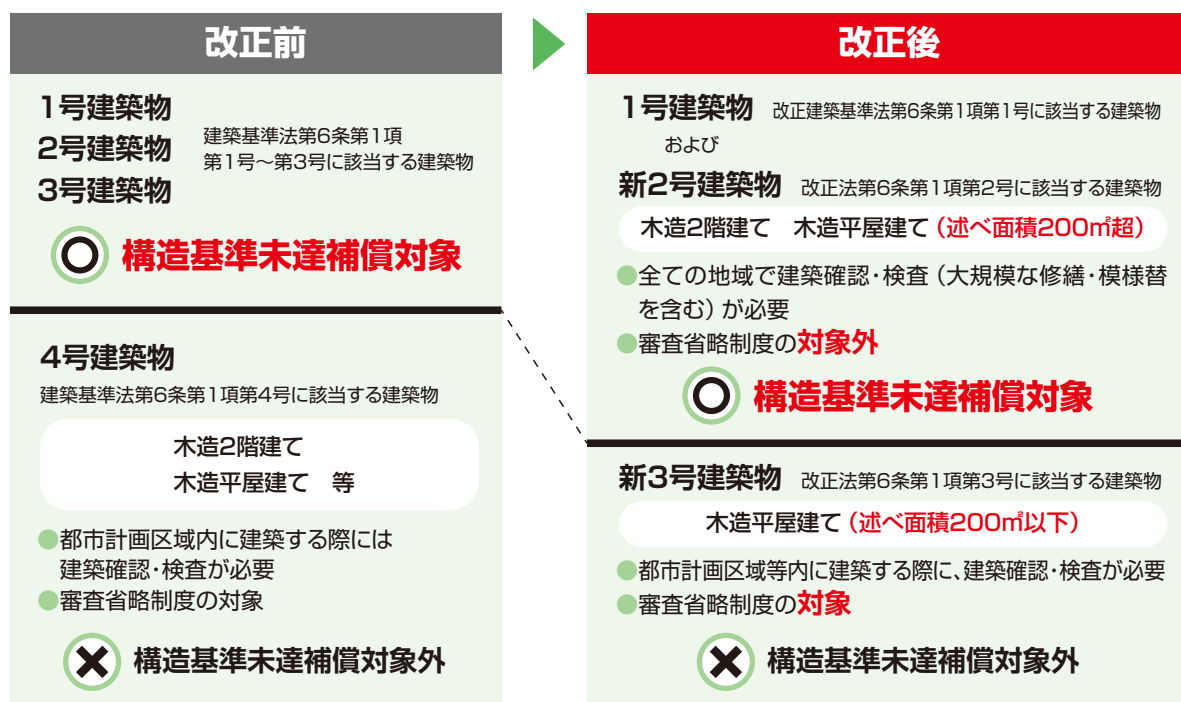 改正前
1号建築物
2号建築物
3号建築物
建築基準法第6条第1項
第1号～第3号に該当する建築物
構造基準未達補償対象
4号建築物
建築基準法第6条第1項第4号に該当する建築物
木造2階建て
木造平屋建て 等
●都市計画区域内に建築する際には
建築確認・検査が必要
●審査省略制度の対象
構造基準未達補償対象外
改正後
1号建築物 改正建築基準法第6条第1項第1号に該当する建築物
および
新2号建築物 改正法第6条第1項第2号に該当する建築物
木造2階建て 木造平屋建て（述べ面積200㎡超）
●全ての地域で建築確認・検査（大規模な修繕・模様替
を含む）が必要
●審査省略制度の対象外
構造基準未達補償対象
新3号建築物 改正法第6条第1項第3号に該当する建築物
木造平屋建て（述べ面積200㎡以下）
●都市計画区域等内に建築する際に、建築確認・検査が必要
●審査省略制度の対象
構造基準未達補償対象外